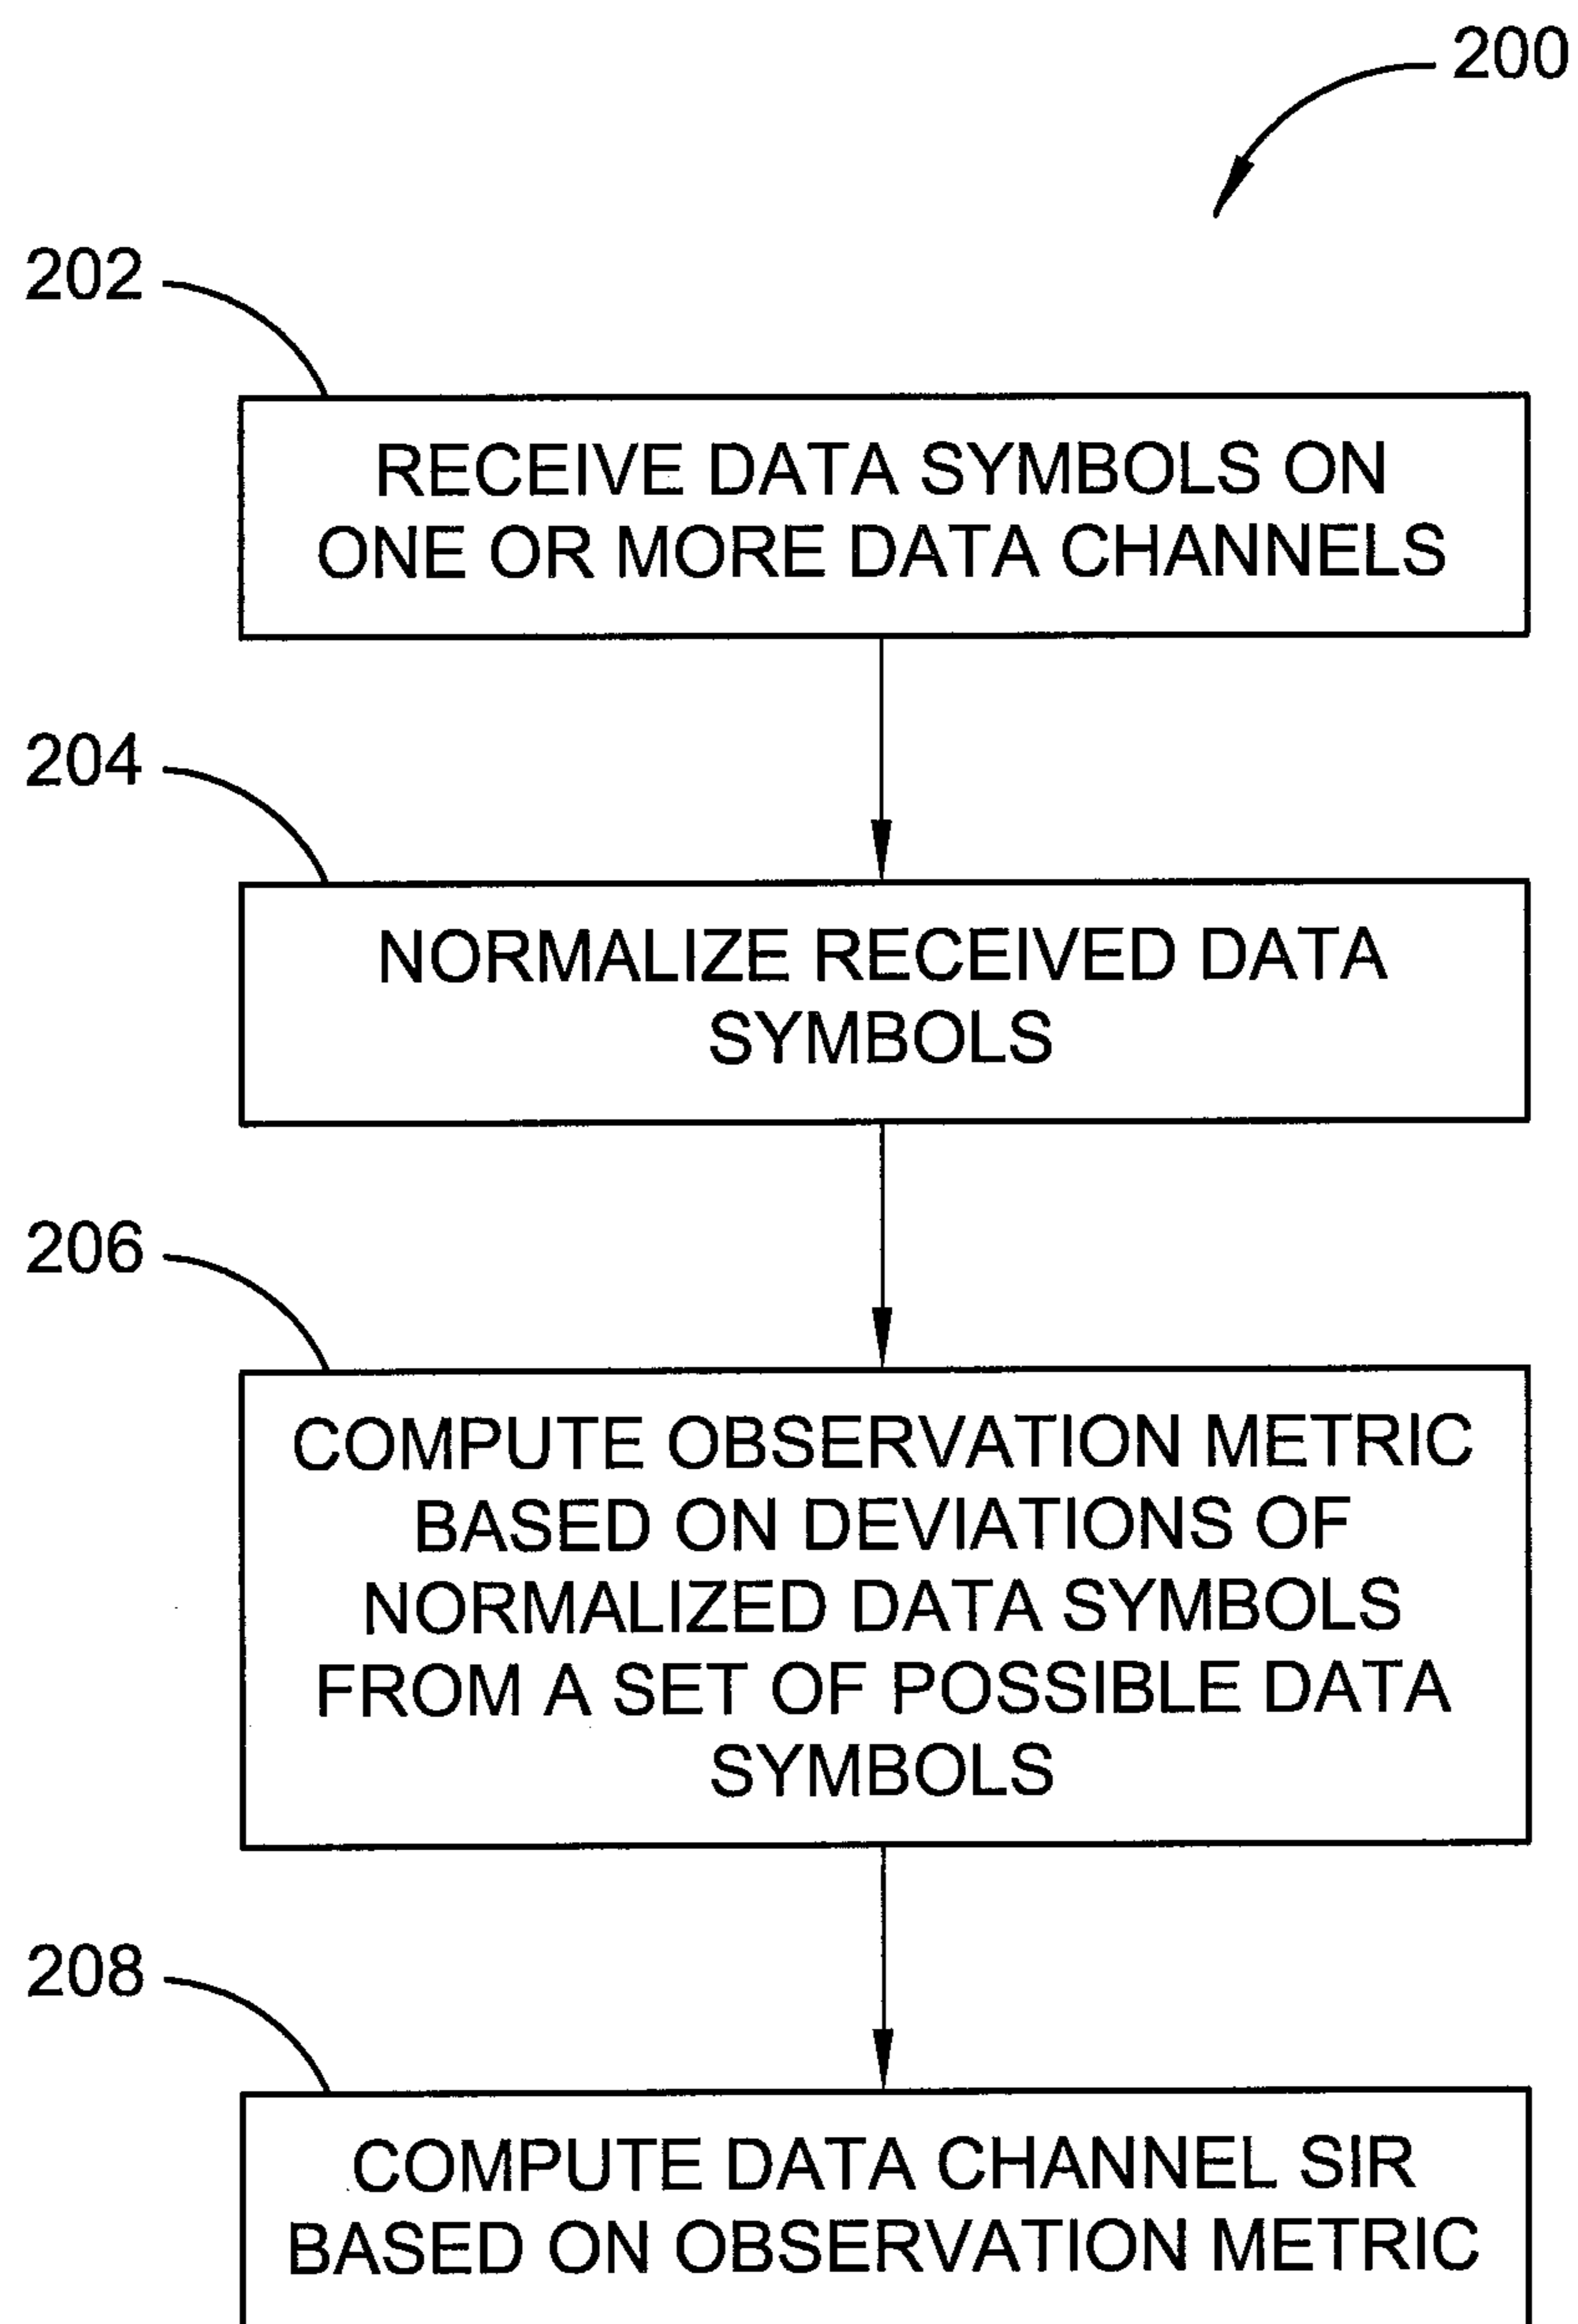 200
202
RECEIVE DATA SYMBOLS ON
ONE OR MORE DATA CHANNELS
204
NORMALIZE RECEIVED DATA
SYMBOLS
206
COMPUTE OBSERVATION METRIC
BASED ON DEVIATIONS OF
NORMALIZED DATA SYMBOLS
FROM A SET OF POSSIBLE DATA
SYMBOLS
208
COMPUTE DATA CHANNEL SIR
BASED ON OBSERVATION METRIC